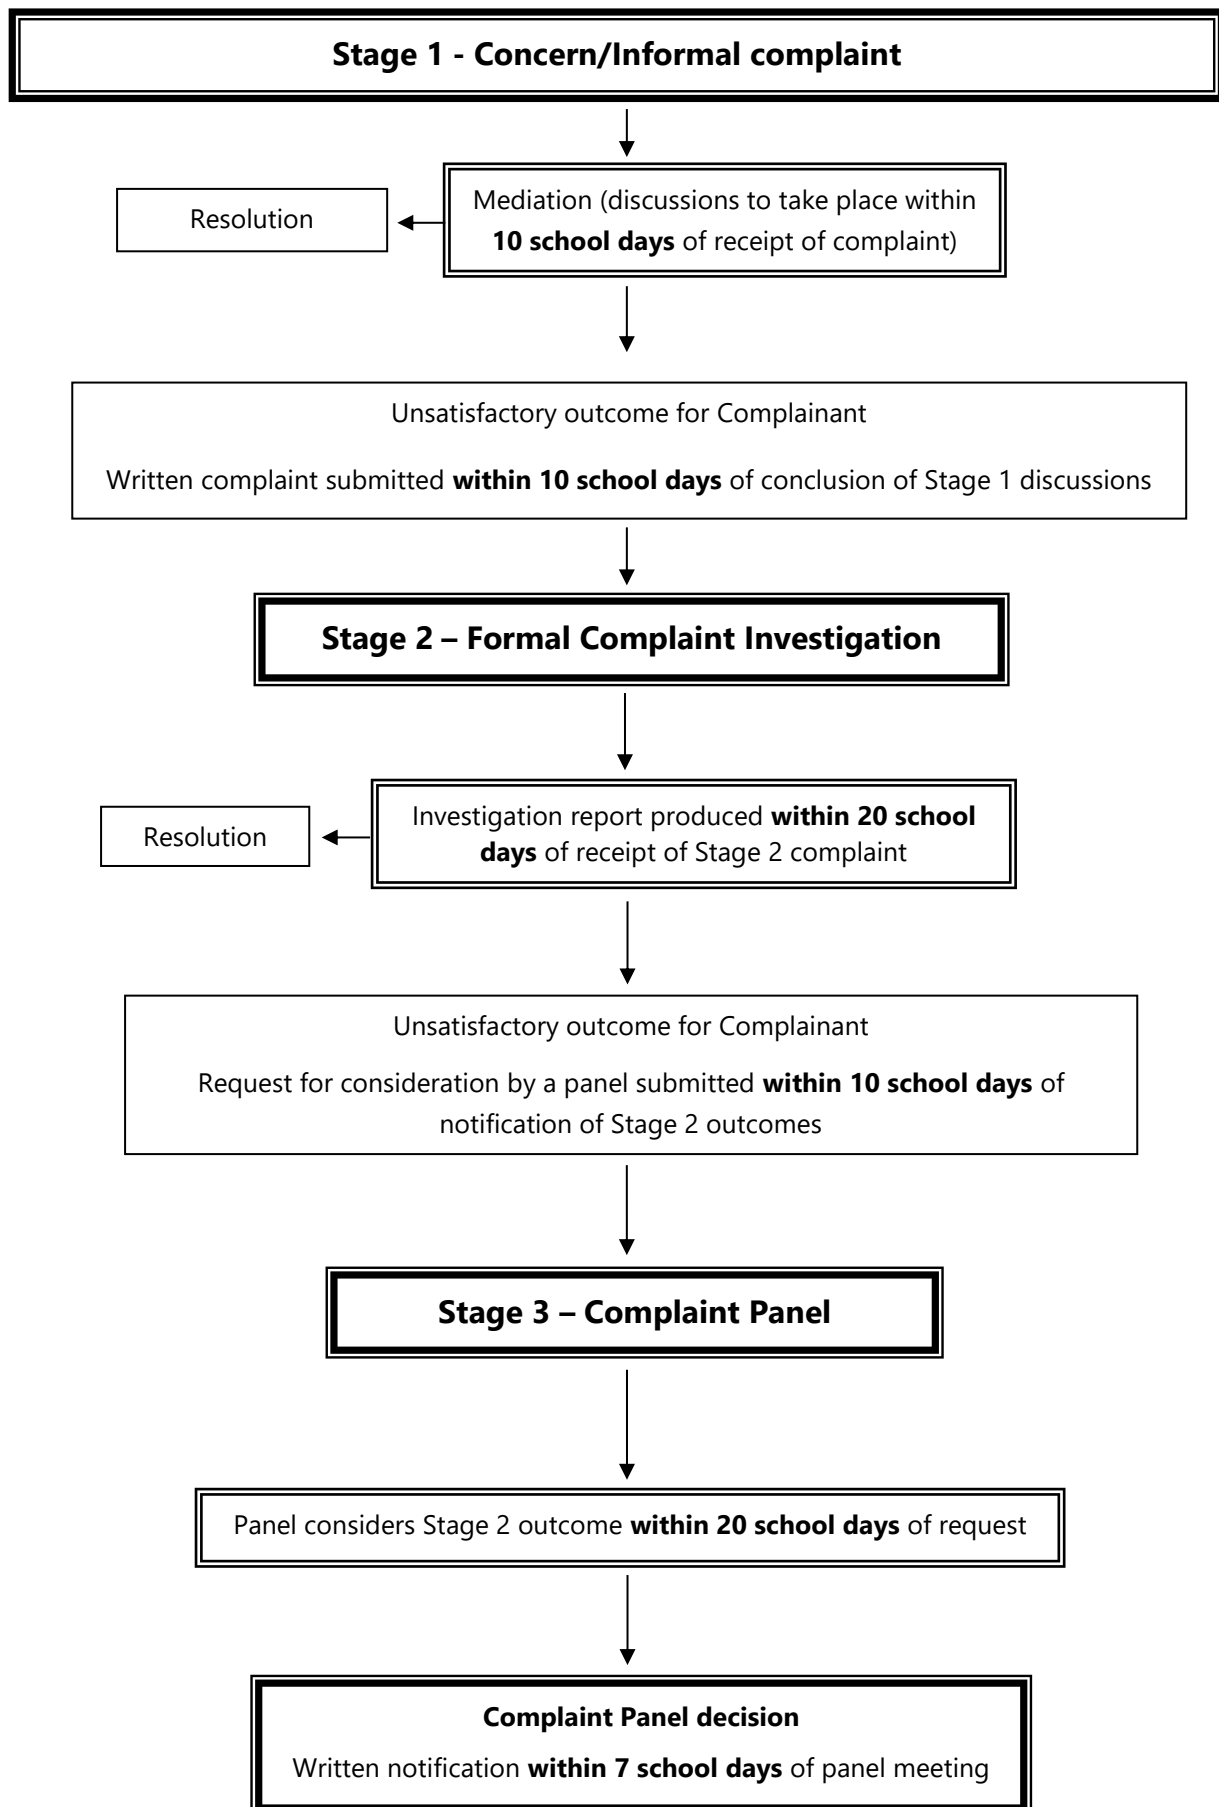 Stage 1 - Concern/Informal complaint
Mediation (discussions to take place within
10 school days of receipt of complaint)
Resolution
Unsatisfactory outcome for Complainant
Written complaint submitted within 10 school days of conclusion of Stage 1 discussions
Stage 2 – Formal Complaint Investigation
Investigation report produced within 20 school
days of receipt of Stage 2 complaint
Resolution
Unsatisfactory outcome for Complainant
Request for consideration by a panel submitted within 10 school days of
notification of Stage 2 outcomes
Stage 3 – Complaint Panel
Panel considers Stage 2 outcome within 20 school days of request
Complaint Panel decision
Written notification within 7 school days of panel meeting